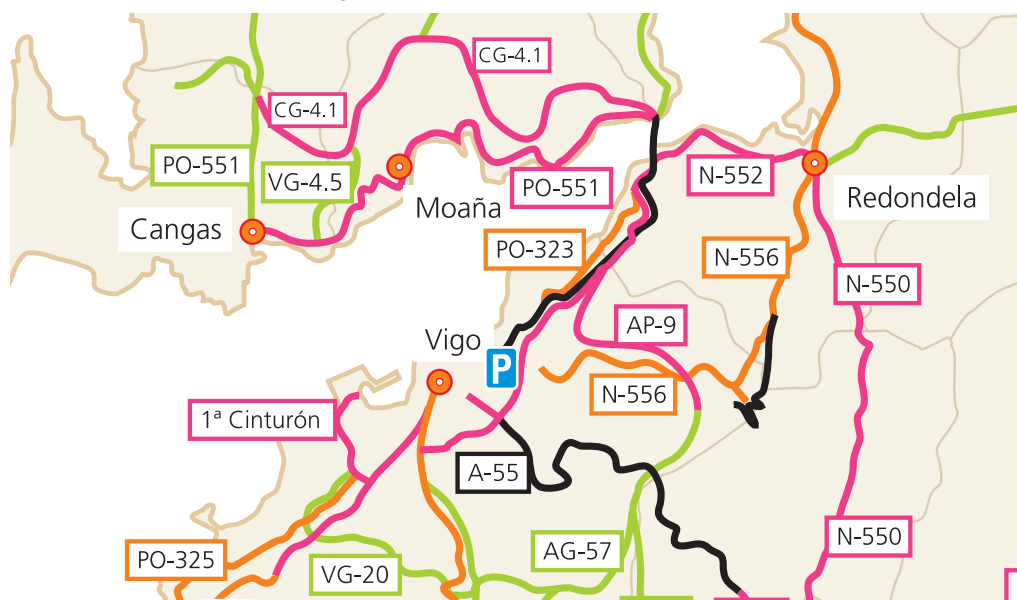 CG-4.1
CG-4.1
PO-551
VG-4.5
PO-551
N-552
Moaña
Redondela
Cangas
PO-323
N-556
N-550
AP-9
Vigo
P
N-556
1ª Cinturón
A-55
N-550
PO-325
VG-20
AG-57